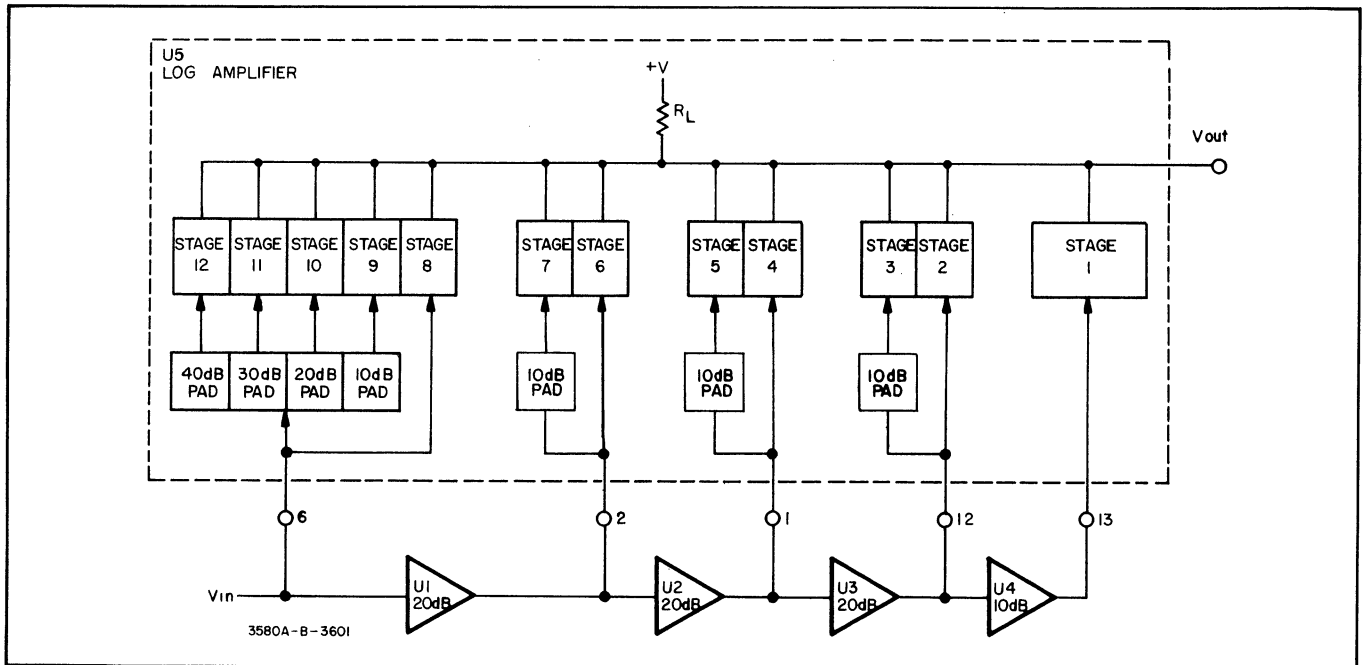 U5
LOG AMPLIFIER
+V
RL
Vout
STAGE
12
STAGE
11
STAGE
10
STAGE
9
STAGE
8
STAGE
7
STAGE
6
STAGE
5
STAGE
4
STAGE
3
STAGE
2
STAGE
1
40dB
PAD
30dB
PAD
20dB
PAD
10dB
PAD
10dB
PAD
10dB
PAD
10dB
PAD
6
2
1
12
13
Vin
U1
20dB
U2
20dB
U3
20dB
U4
10dB
3580A-B-3601